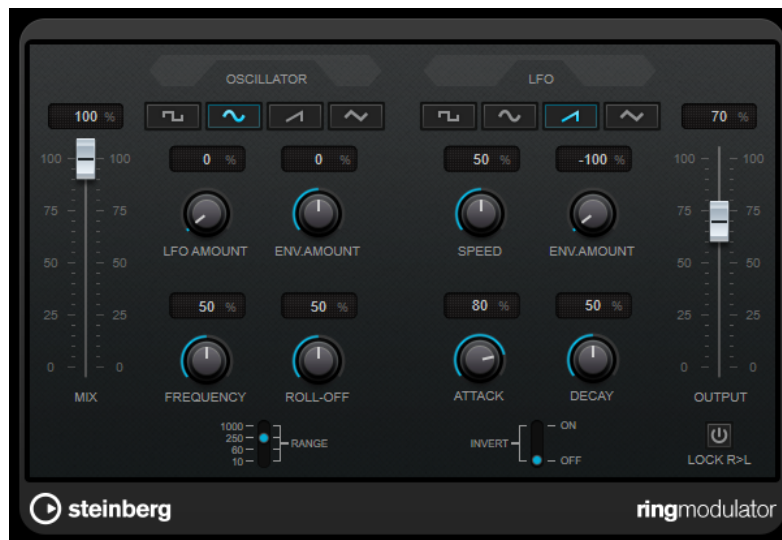 OSCILLATOR
LFO
100 %
70 %
0 %
0 %
50 %
-100 %
100 100
75 75
50 50
25 25
0 0
MIX
LFO AMOUNT
ENV.AMOUNT
SPEED
ENV.AMOUNT
100 100
75 75
50 50
25 25
0 0
OUTPUT
50 %
50 %
80 %
50 %
FREQUENCY
ROLL-OFF
ATTACK
DECAY
1000
250
60
10
RANGE
INVERT
ON
OFF
LOCK R>L
steinberg
ringmodulator